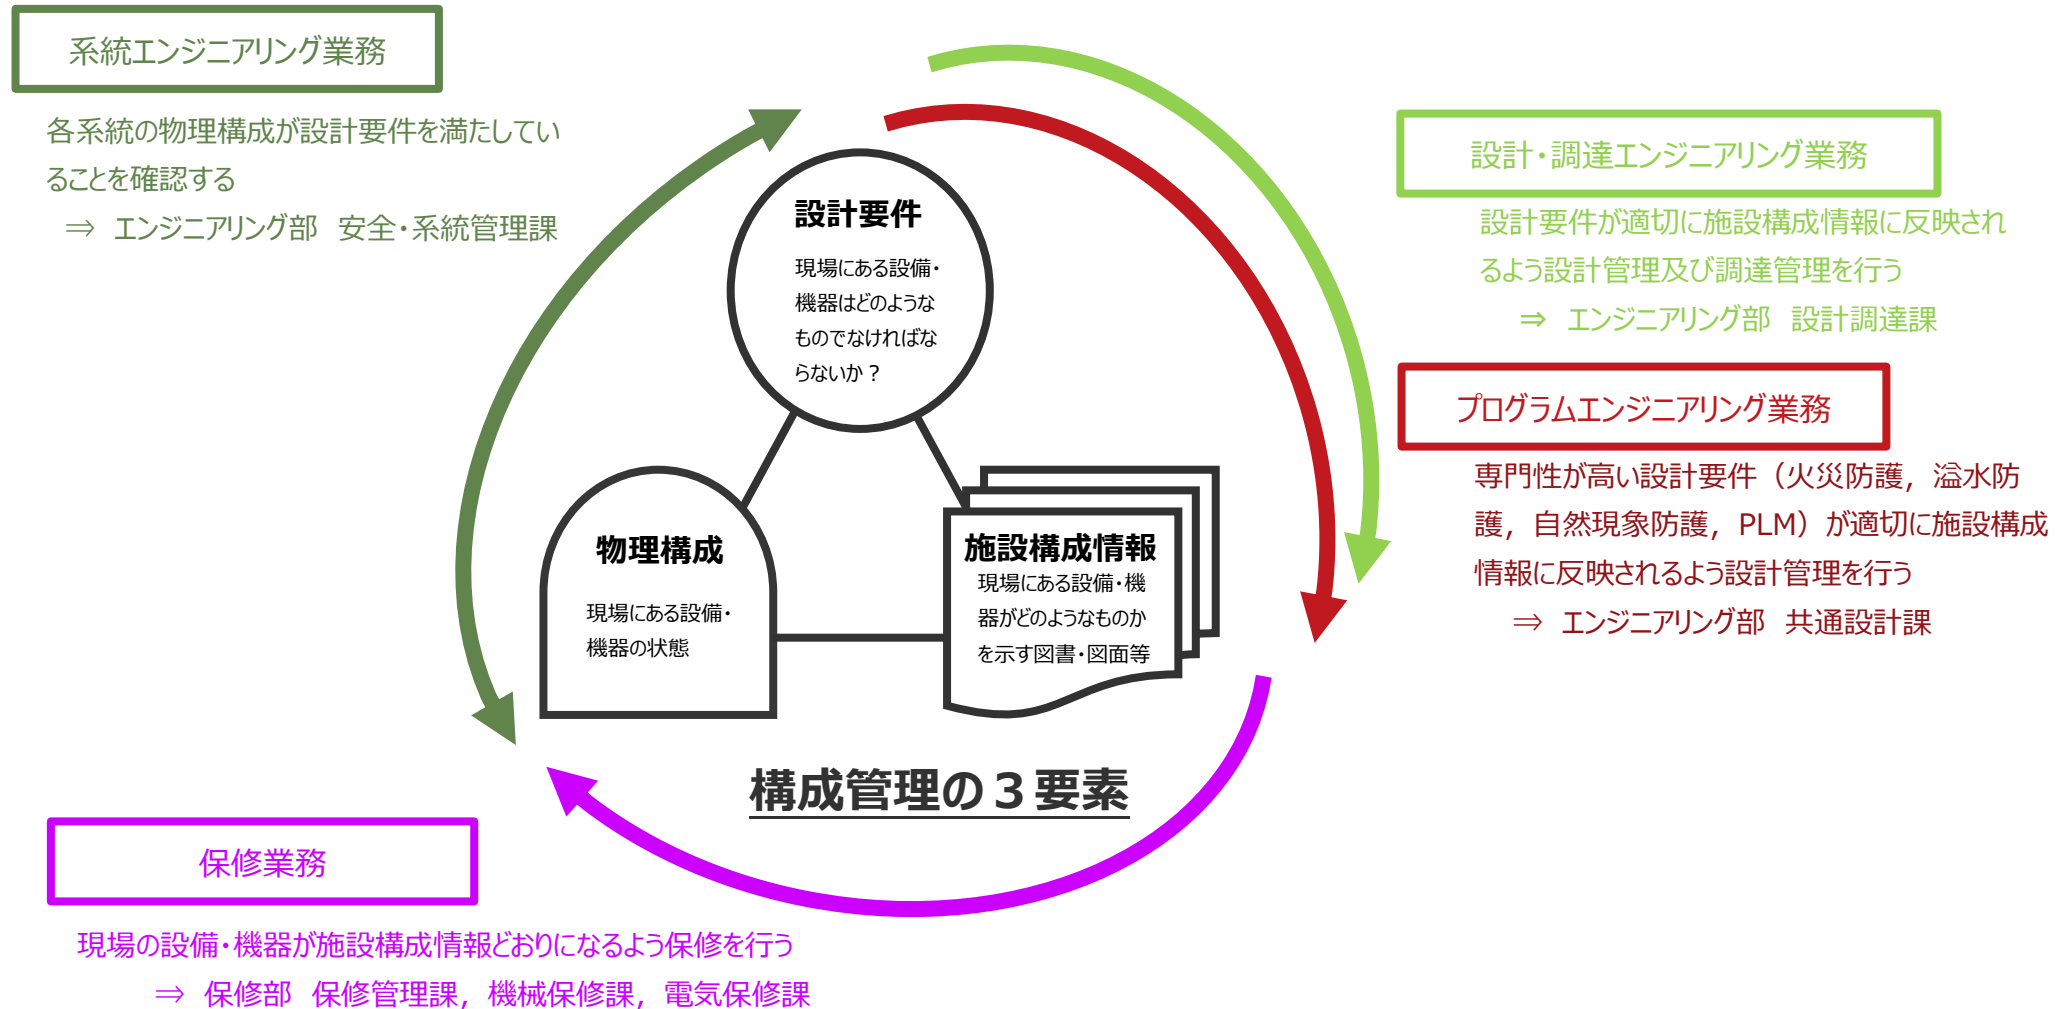 系統エンジニアリング業務
各系統の物理構成が設計要件を満たしてい
ることを確認する
⇒ エンジニアリング部 安全・系統管理課
設計・調達エンジニアリング業務
設計要件が適切に施設構成情報に反映され
るよう設計管理及び調達管理を行う
⇒ エンジニアリング部 設計調達課
プログラムエンジニアリング業務
専門性が高い設計要件（火災防護，溢水防
護，自然現象防護，PLM）が適切に施設構成
情報に反映されるよう設計管理を行う
⇒ エンジニアリング部 共通設計課
設計要件
現場にある設備・
機器はどのような
ものでなければな
らないか？
物理構成
現場にある設備・
機器の状態
施設構成情報
現場にある設備・機
器がどのようなものか
を示す図書・図面等
構成管理の３要素
保修業務
現場の設備・機器が施設構成情報どおりになるよう保修を行う
⇒ 保修部 保修管理課，機械保修課，電気保修課